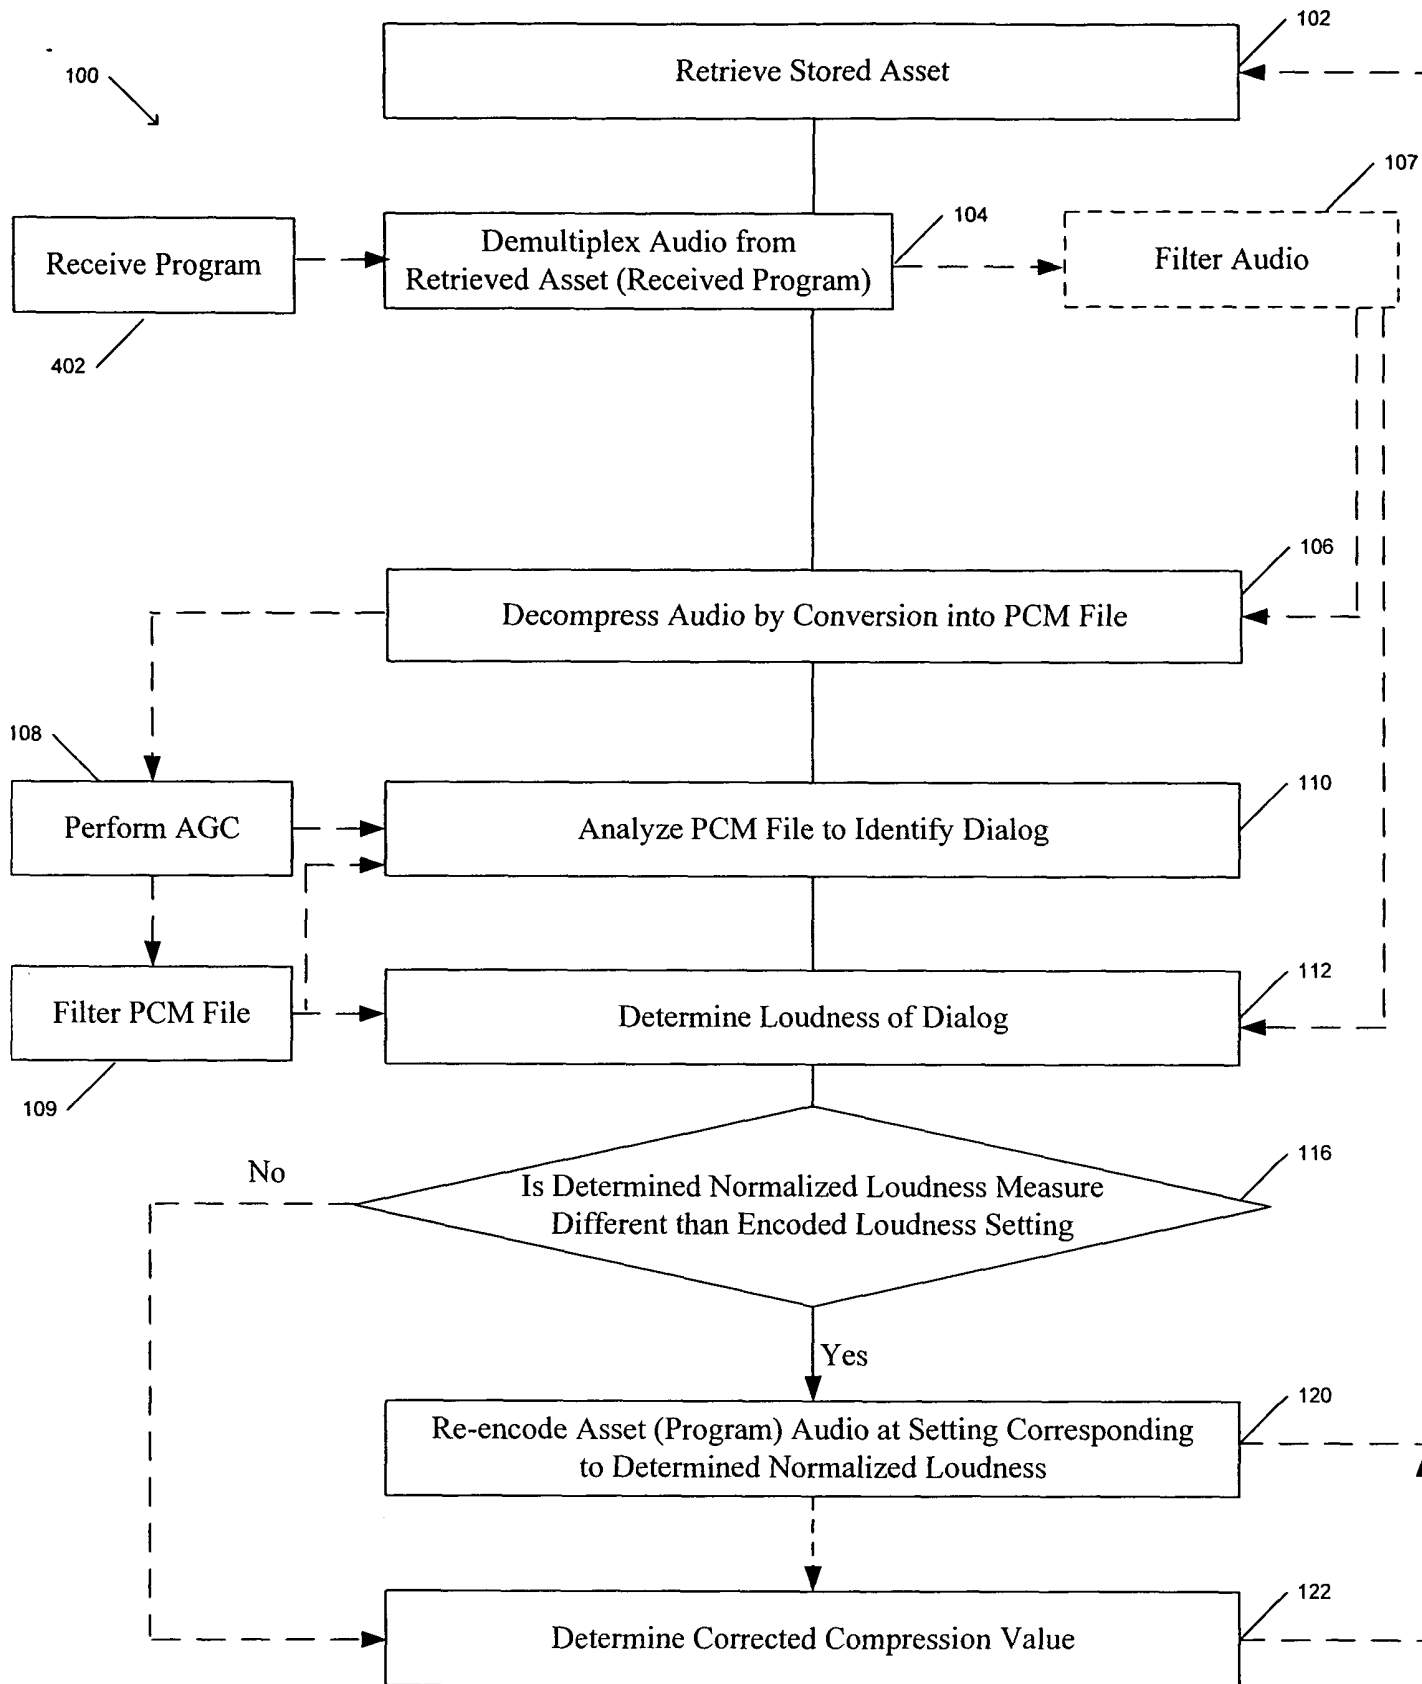 102
Retrieve Stored Asset
100
107
104
Receive Program
Demultiplex Audio from
Retrieved Asset (Received Program)
Filter Audio
402
106
Decompress Audio by Conversion into PCM File
108
110
Perform AGC
Analyze PCM File to Identify Dialog
112
Filter PCM File
Determine Loudness of Dialog
109
116
No
Is Determined Normalized Loudness Measure
Different than Encoded Loudness Setting
Yes
120
Re-encode Asset (Program) Audio at Setting Corresponding
to Determined Normalized Loudness
122
Determine Corrected Compression Value